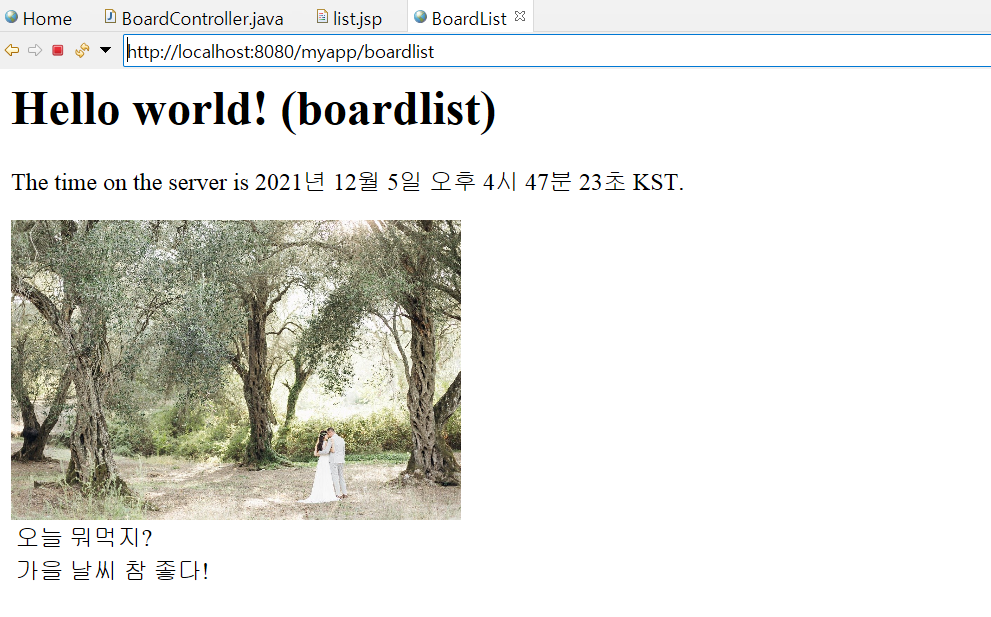 Home BoardController.java list.jsp BoardList
http://localhost:8080/myapp/boardlist
Hello world! (boardlist)
The time on the server is 2021년 12월 5일 오후 4시 47분 23초 KST.
오늘 뭐먹지?
가을 날씨 참 좋다!